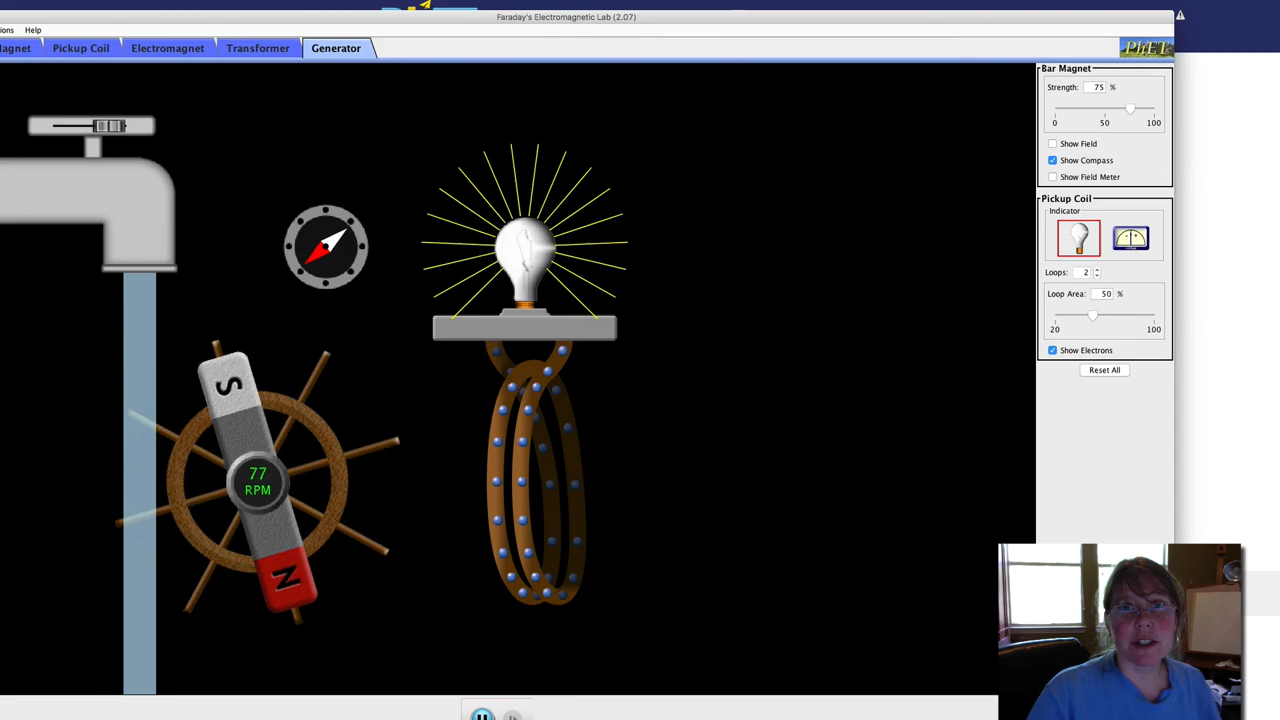 Faraday's Electromagnetic Lab (2.07)
ions Help
Magnet Pickup Coil Electromagnet Transformer Generator
PhET
Bar Magnet
Strength: 75 %
0 50 100
Show Field
Show Compass
Show Field Meter
Pickup Coil
Indicator
Loops: 2
Loop Area: 50 %
20 100
Show Electrons
Reset All
S
77
RPM
N